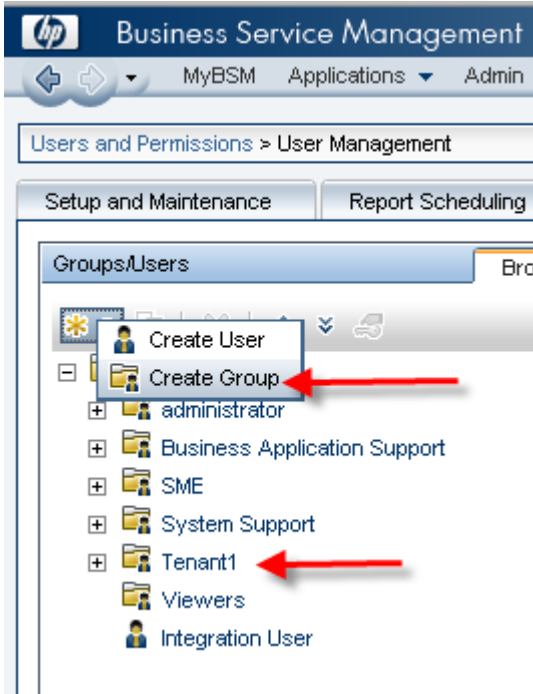 hp
Business Service Management
MyBSM Applications Admin
Users and Permissions > User Management
Setup and Maintenance Report Scheduling
Groups/Users
Create User
Create Group
administrator
Business Application Support
SME
System Support
Tenant1
Viewers
Integration User